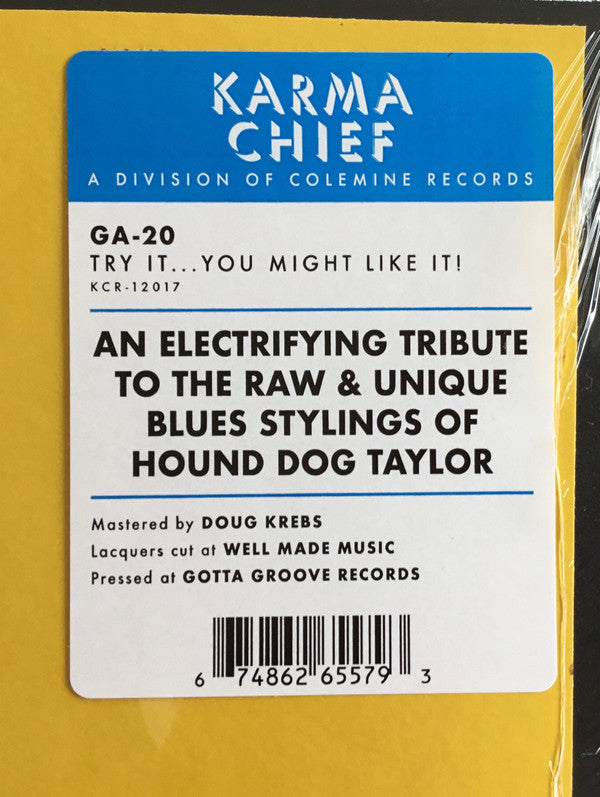 KARMA
CHIEF
A DIVISION OF COLEMINE RECORDS
GA-20
TRY IT...YOU MIGHT LIKE IT!
KCR-12017
AN ELECTRIFYING TRIBUTE
TO THE RAW & UNIQUE
BLUES STYLINGS OF
HOUND DOG TAYLOR
Mastered by DOUG KREBS
Lacquers cut at WELL MADE MUSIC
Pressed at GOTTA GROOVE RECORDS
6 74862 65579 3